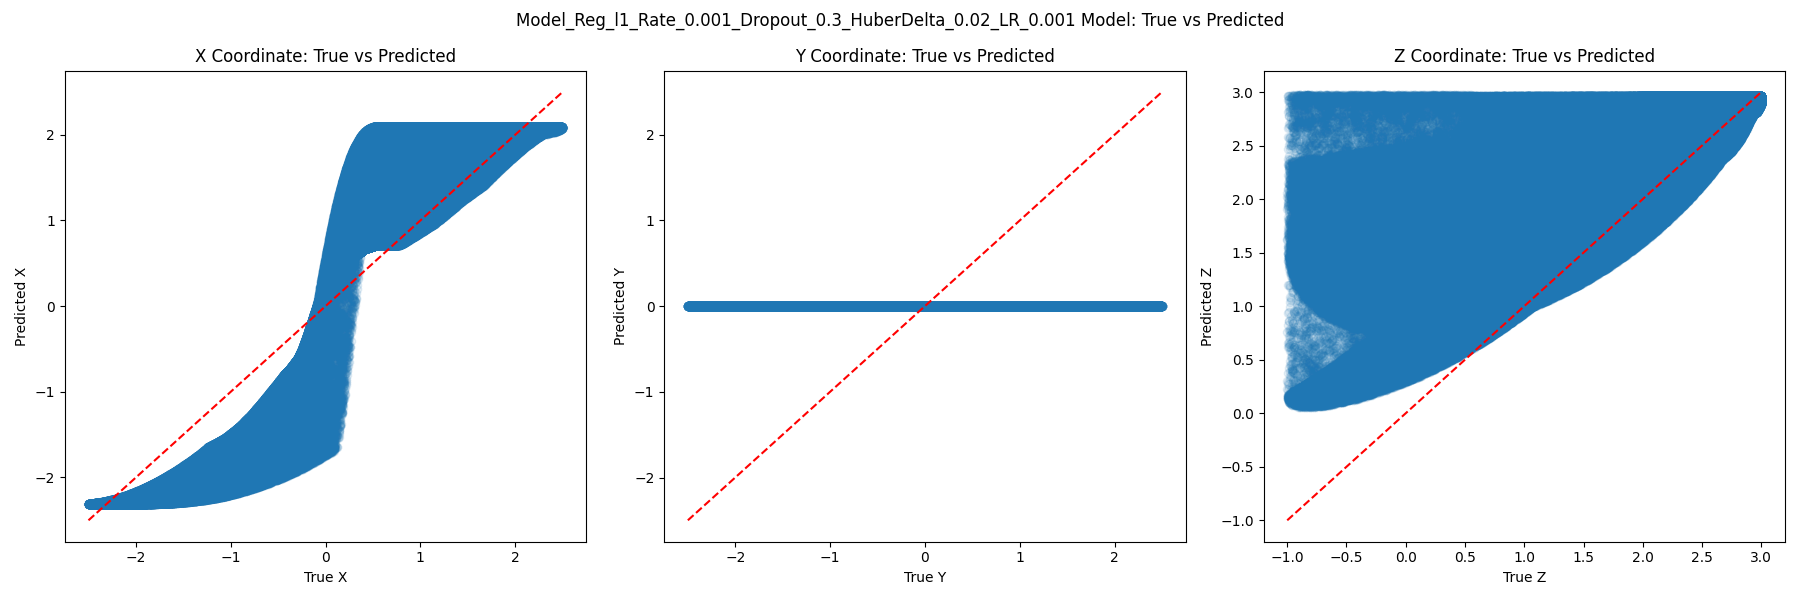 Model_Reg_l1_Rate_0.001_Dropout_0.3_HuberDelta_0.02_LR_0.001 Model: True vs Predicted
X Coordinate: True vs Predicted
2
1
0
−1
−2
Predicted X
−2 −1 0 1 2
True X
Y Coordinate: True vs Predicted
2
1
0
−1
−2
Predicted Y
−2 −1 0 1 2
True Y
Z Coordinate: True vs Predicted
3.0
2.5
2.0
1.5
1.0
0.5
0.0
−0.5
−1.0
Predicted Z
−1.0 −0.5 0.0 0.5 1.0 1.5 2.0 2.5 3.0
True Z